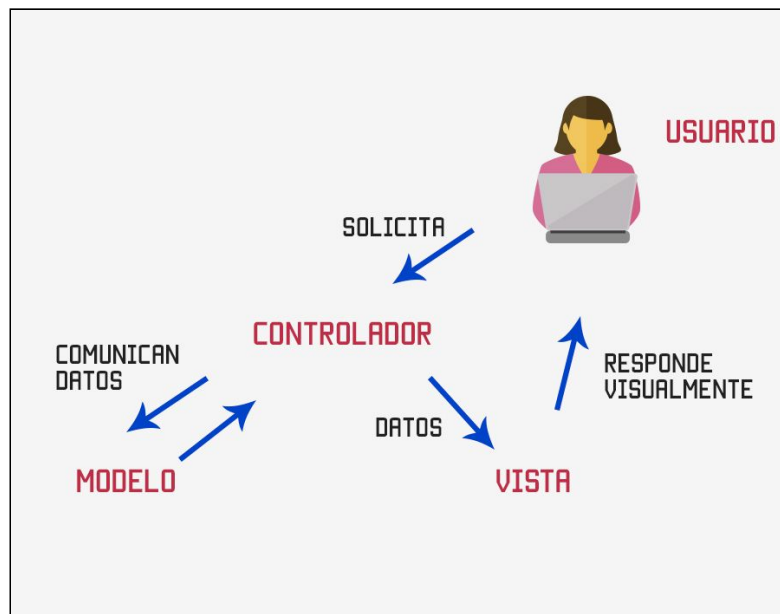 USUARIO
SOLICITA
CONTROLADOR
COMUNICAN
DATOS
RESPONDE
VISUALMENTE
DATOS
MODELO
VISTA